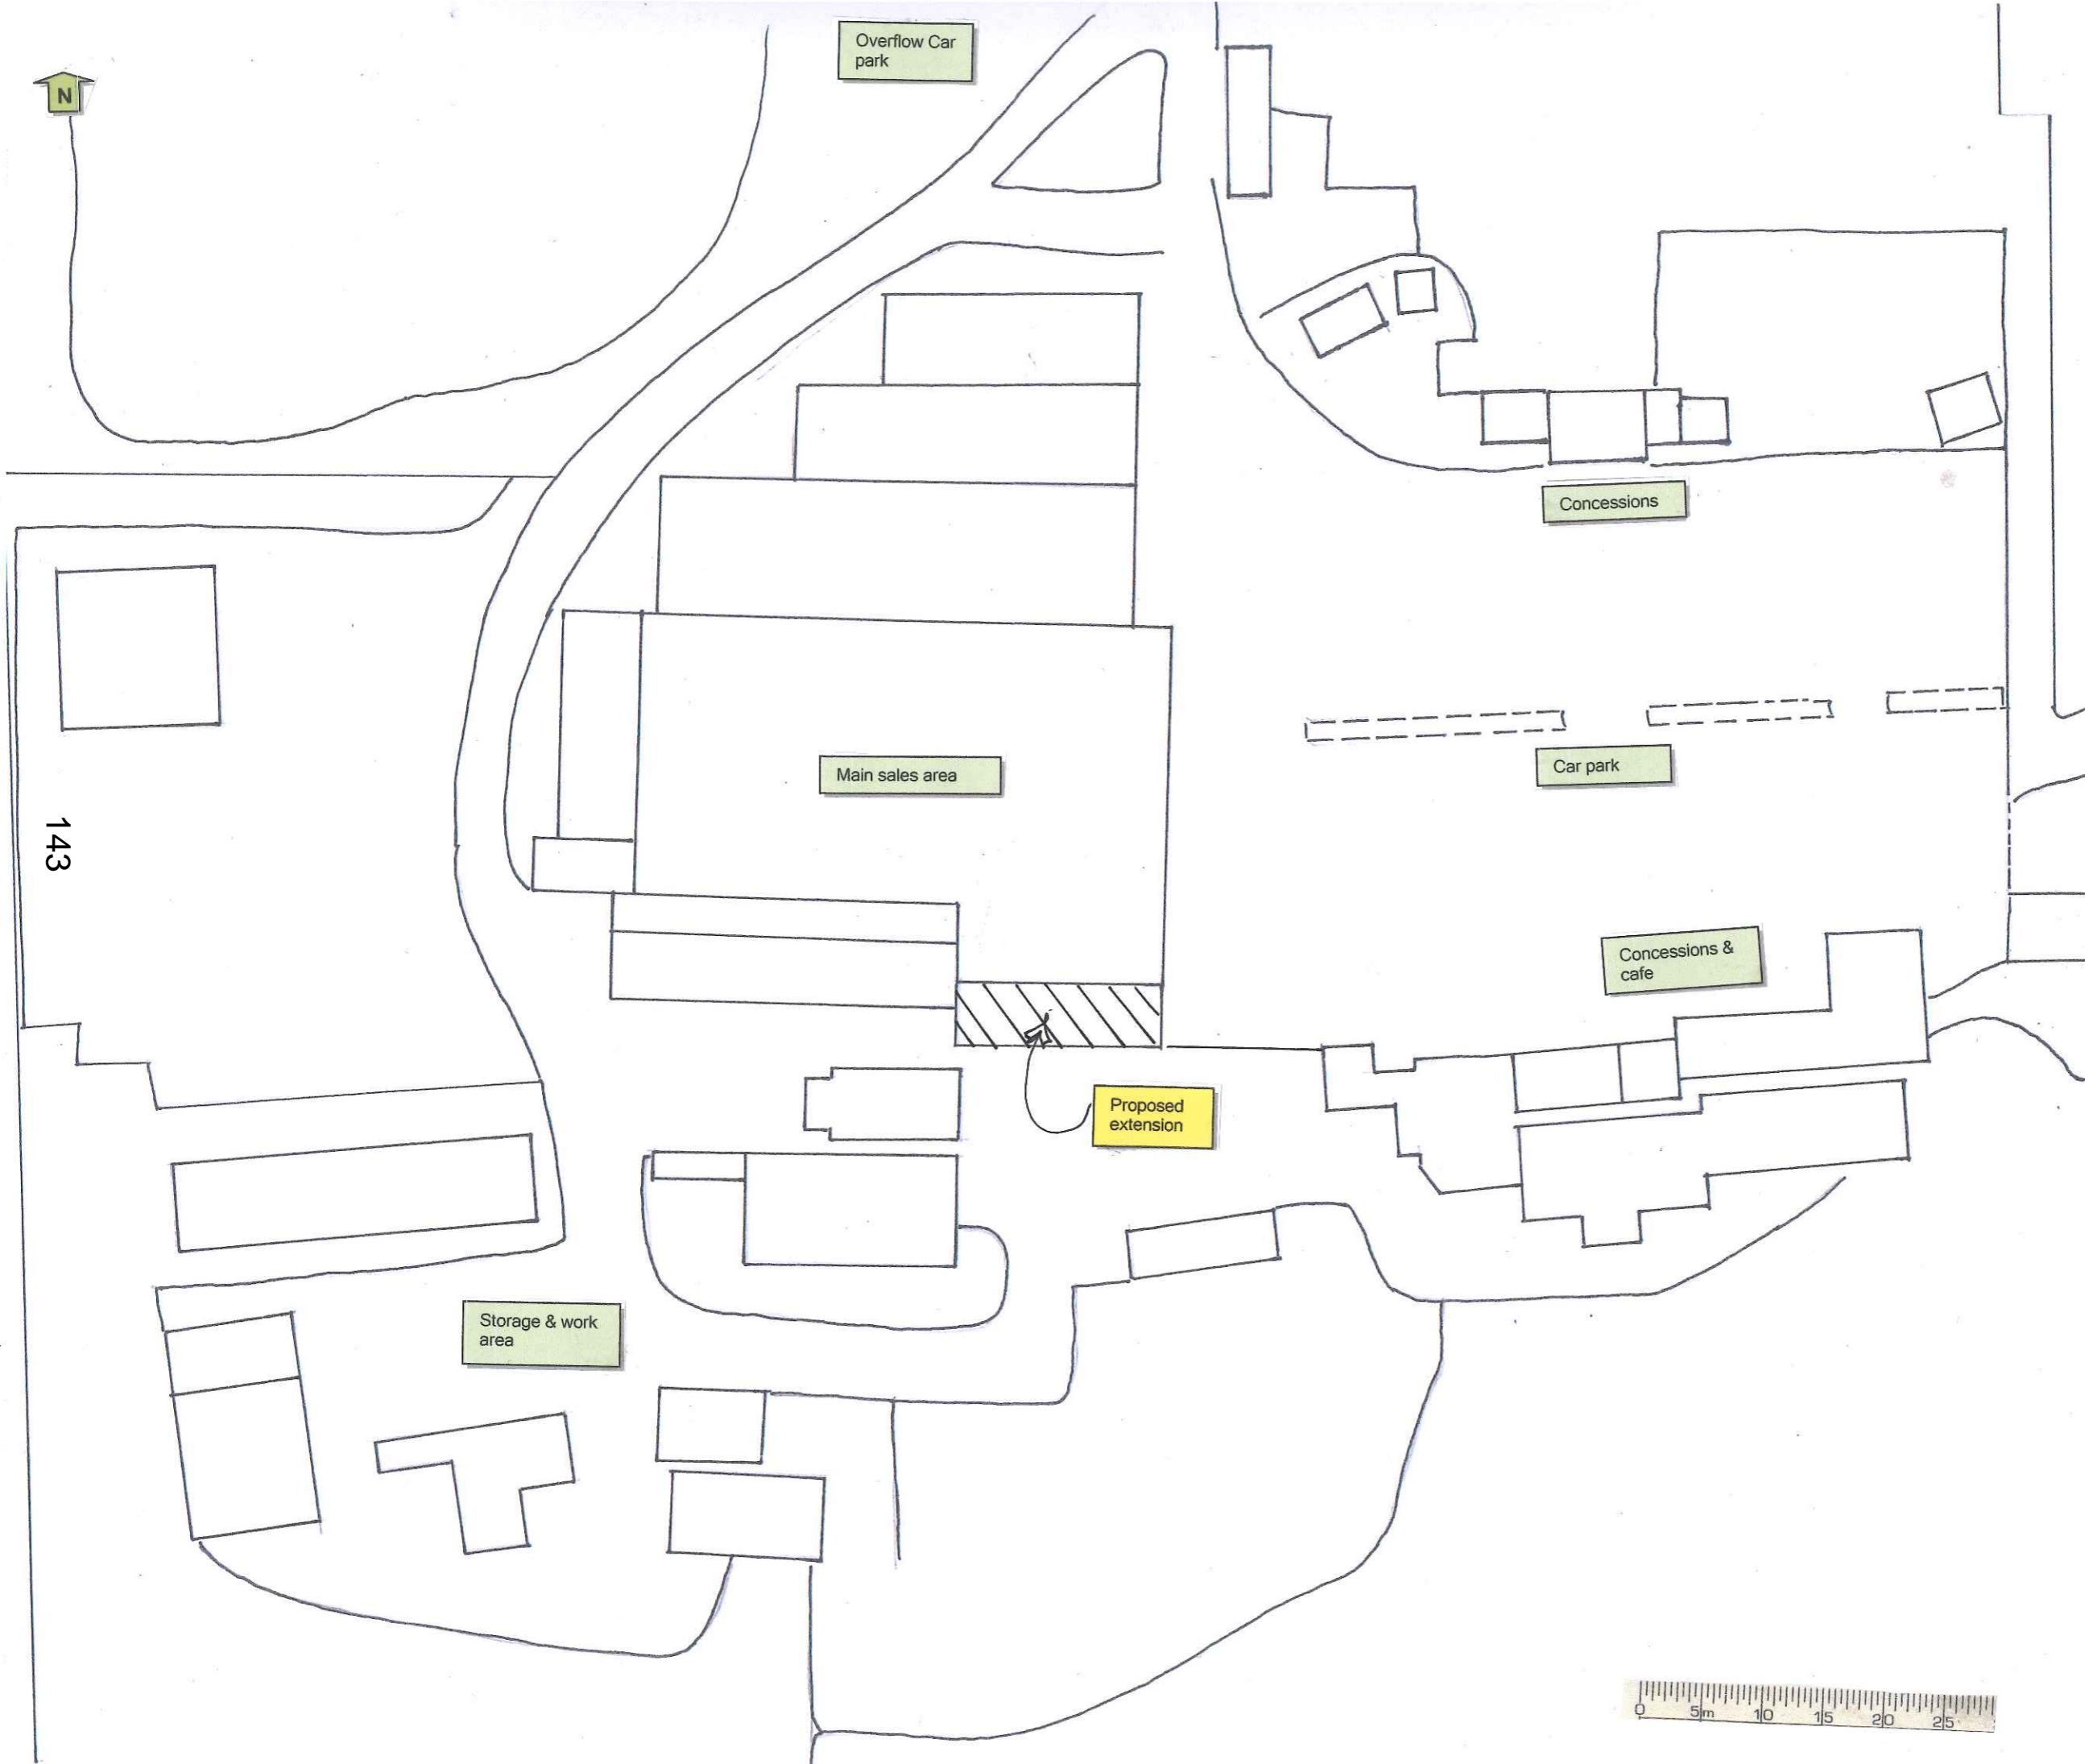 Overflow Car
park
N
Concessions
Main sales area
Car park
143
Concessions &
cafe
Proposed
extension
Storage & work
area
0 5m 10 15 20 25